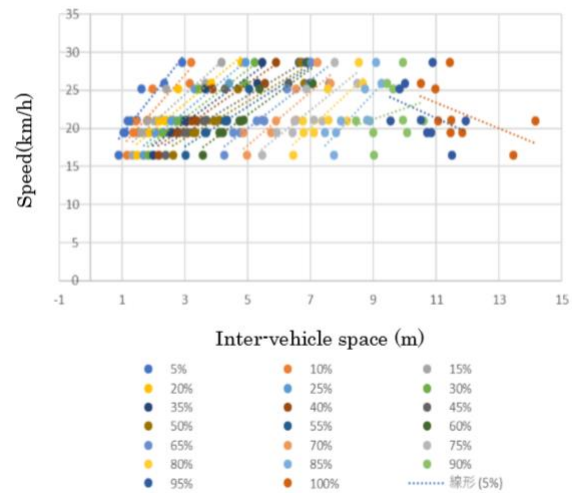 35
30
25
20
15
10
5
0
Speed(km/h)
-1 1 3 5 7 9 11 13 15
Inter-vehicle space (m)
5% 10% 15%
20% 25% 30%
35% 40% 45%
50% 55% 60%
65% 70% 75%
80% 85% 90%
95% 100% 線形 (5%)